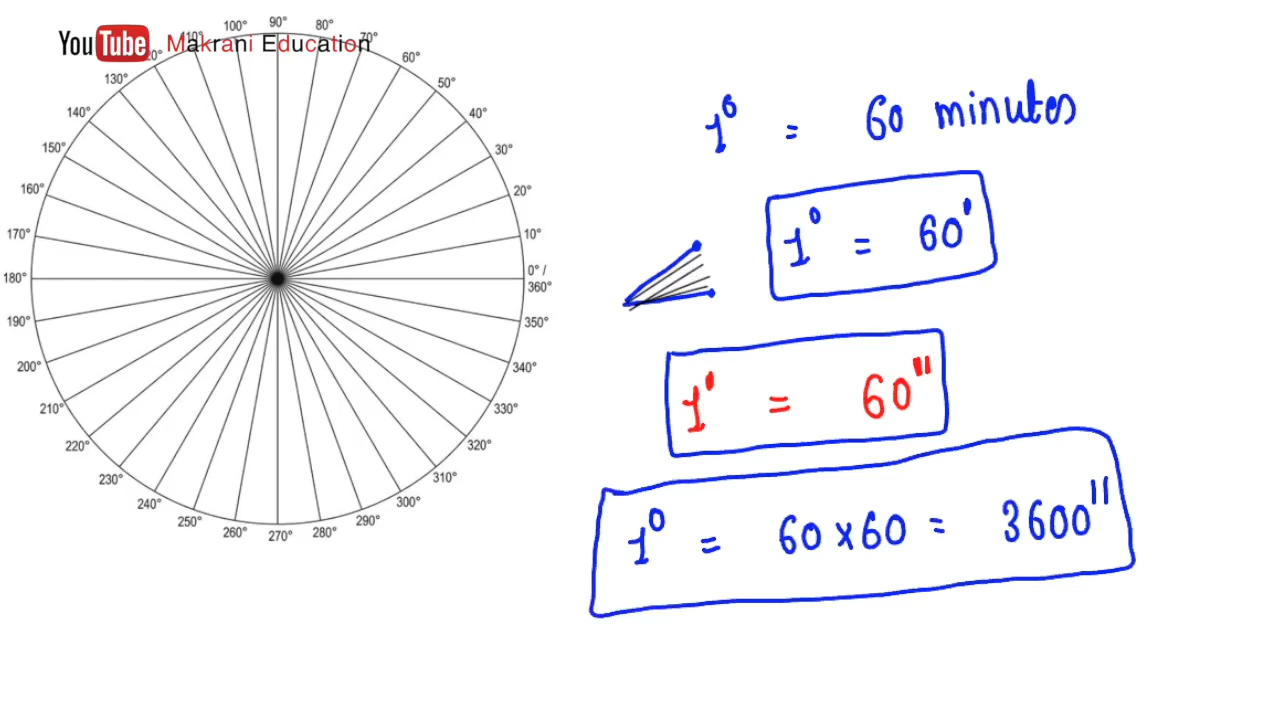 YouTube Makrani Education
100° 90° 80°
110° 70°
120° 60°
130° 50°
140° 40°
150° 30°
160° 20°
170° 10°
180° 0° / 360°
190° 350°
200° 340°
210° 330°
220° 320°
230° 310°
240° 300°
250° 290°
260° 270° 280°
1° = 60 minutes
1° = 60'
1' = 60"
1° = 60 x 60 = 3600"